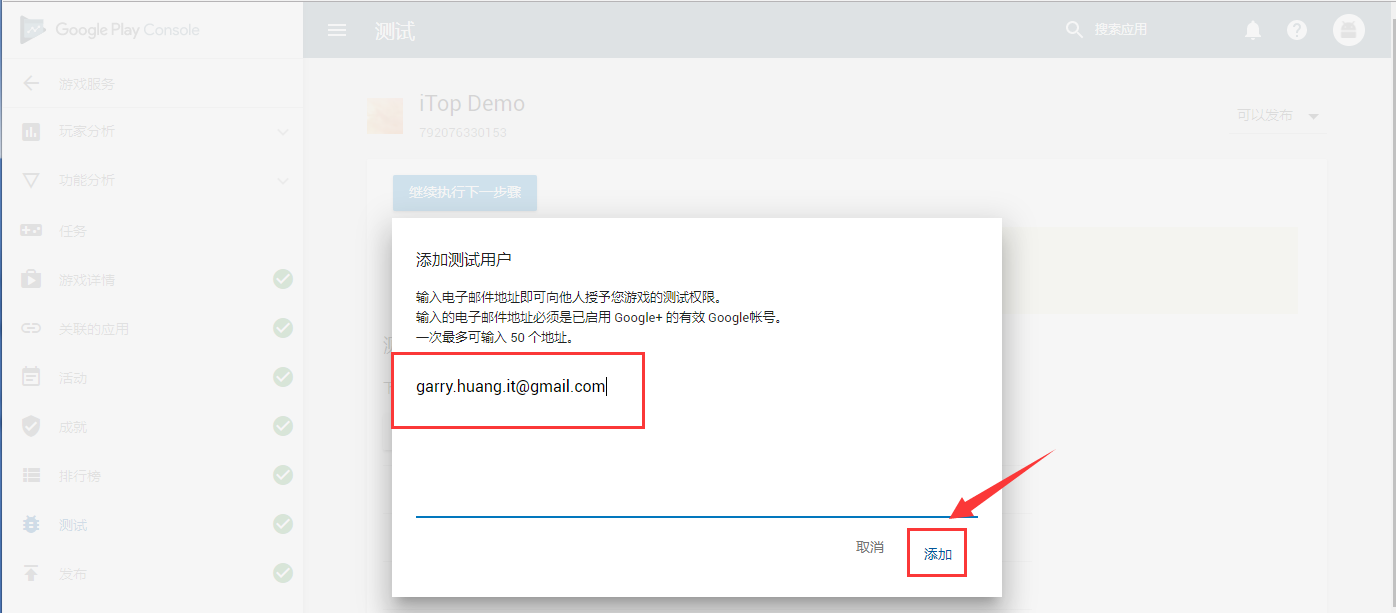 Google Play Console
测试
搜索应用
游戏服务
玩家分析
功能分析
任务
游戏详情
关联的应用
活动
成就
排行榜
测试
发布
iTop Demo
792076330153
可以发布
继续执行下一步骤
添加测试用户
输入电子邮件地址即可向他人授予您游戏的测试权限。
输入的电子邮件地址必须是已启用 Google+ 的有效 Google帐号。
一次最多可输入 50 个地址。
garry.huang.it@gmail.com
取消
添加